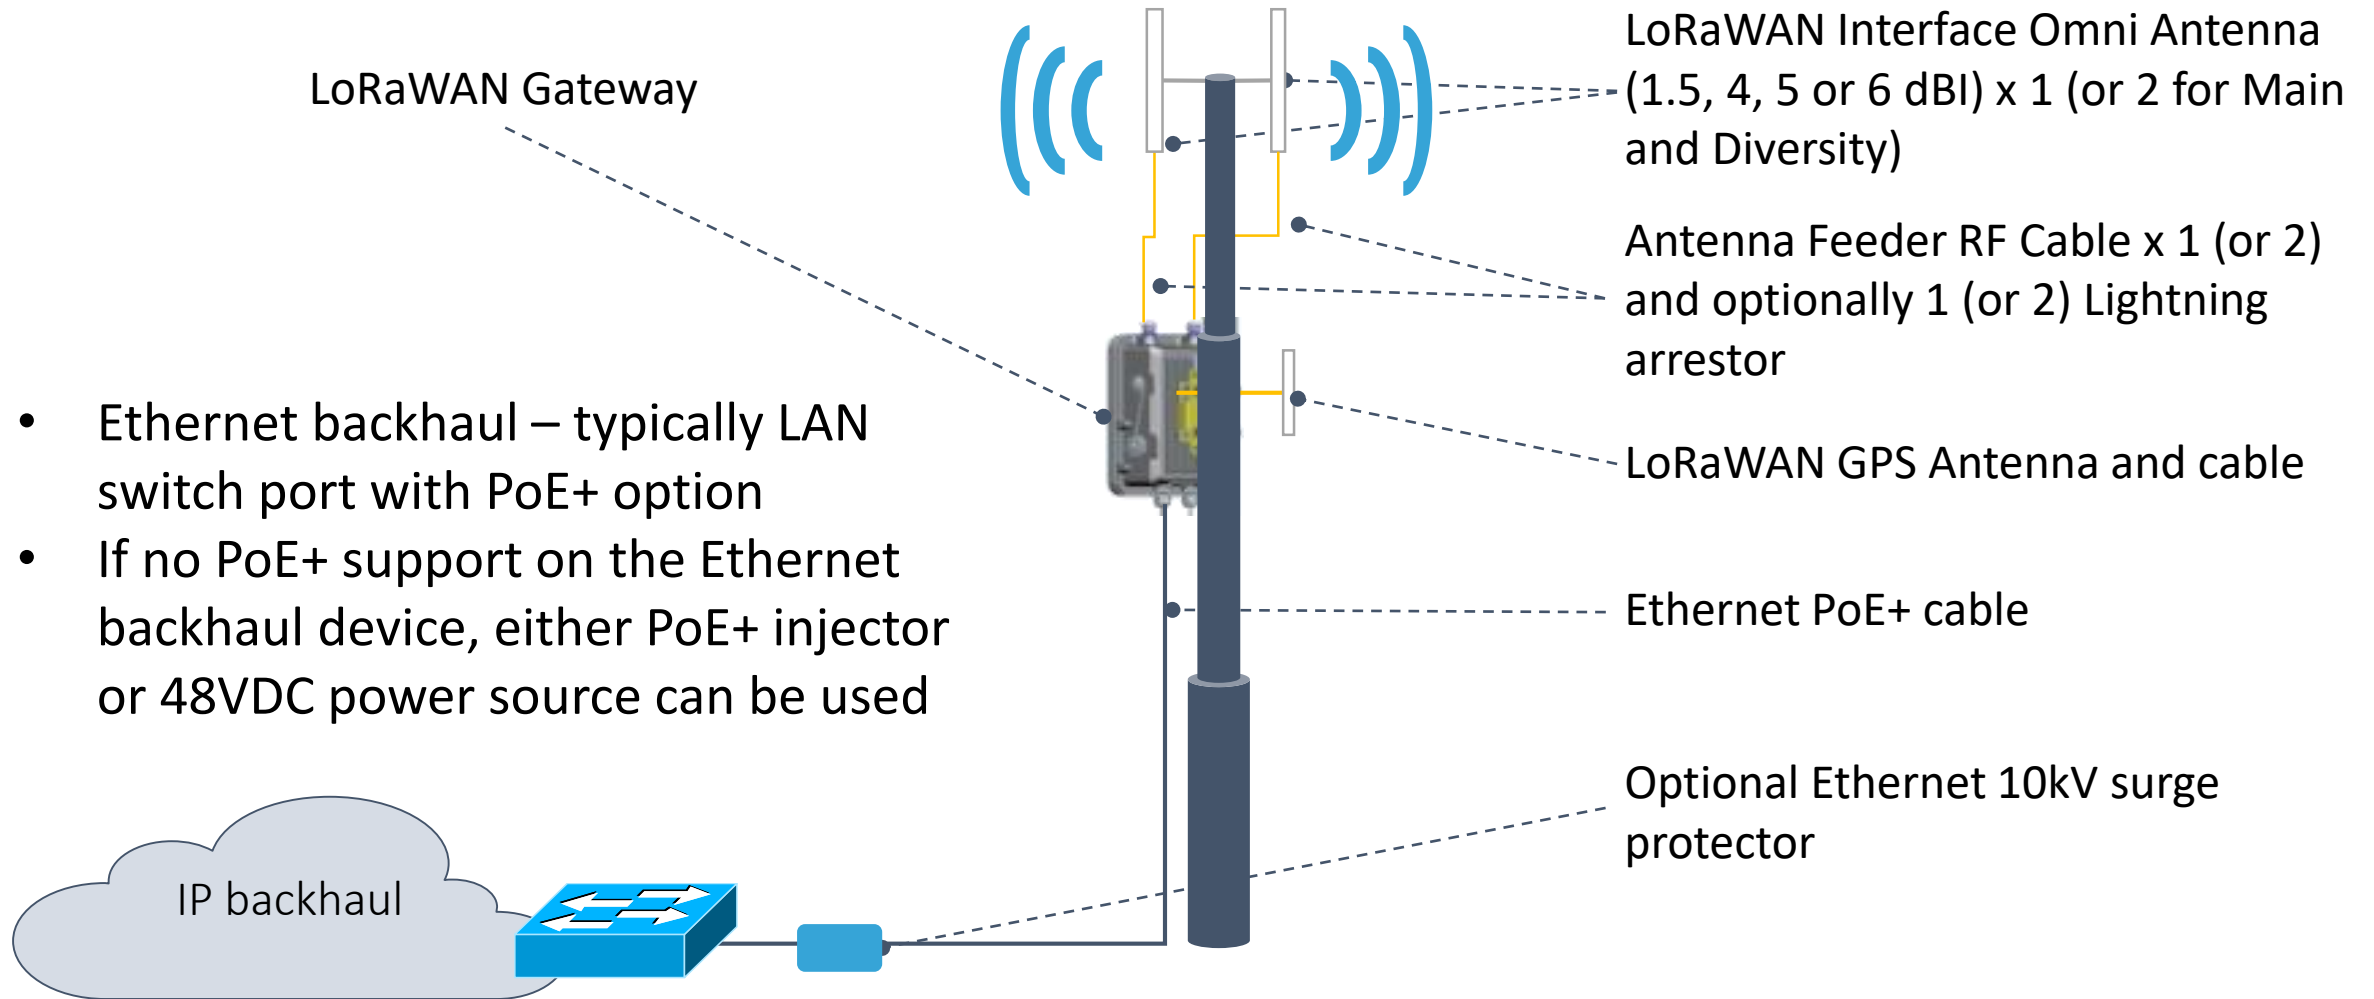 LoRaWAN Gateway
LoRaWAN Interface Omni Antenna
(1.5, 4, 5 or 6 dBI) x 1 (or 2 for Main
and Diversity)
Antenna Feeder RF Cable x 1 (or 2)
and optionally 1 (or 2) Lightning
arrestor
LoRaWAN GPS Antenna and cable
Ethernet PoE+ cable
Optional Ethernet 10kV surge
protector
• Ethernet backhaul – typically LAN
switch port with PoE+ option
• If no PoE+ support on the Ethernet
backhaul device, either PoE+ injector
or 48VDC power source can be used
IP backhaul